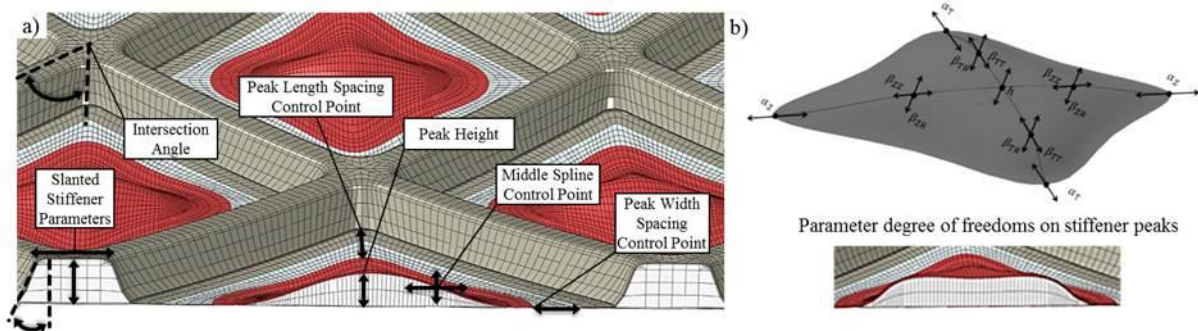 a)
Intersection
Angle
Slanted
Stiffener
Parameters
Peak Length Spacing
Control Point
Peak Height
Middle Spline
Control Point
Peak Width
Spacing
Control Point
b)
α_T
β_TR
β_TT
β_ZZ
h
β_ZZ
α_Z
α_Z
β_ZR
β_ZR
β_TR
β_TT
α_T
Parameter degree of freedoms on stiffener peaks